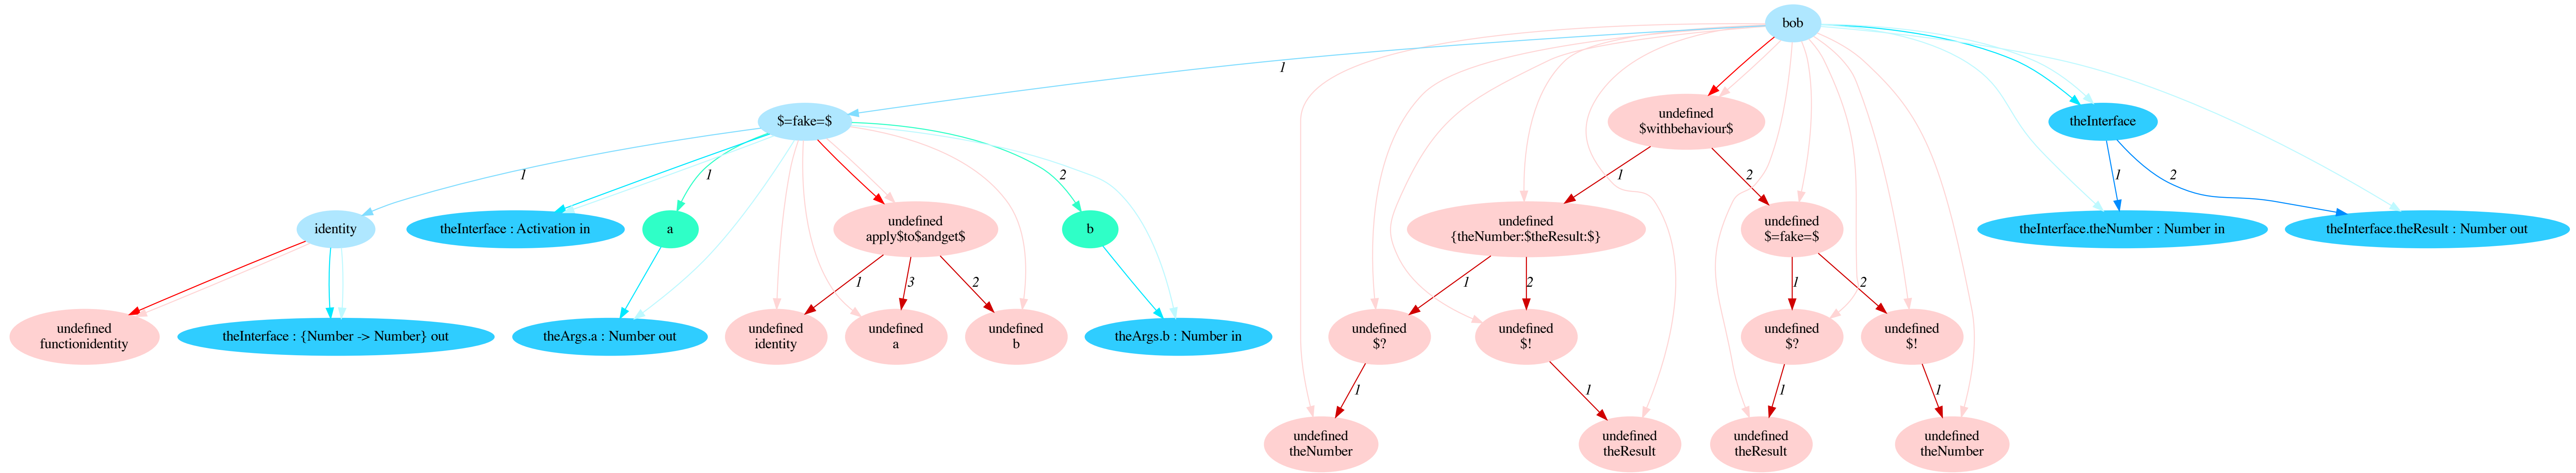 bob
1
$=fake=$
undefined
$withbehaviour$
theInterface
1
1
2
1
2
1
2
identity
theInterface : Activation in
a
undefined
apply$to$andget$
b
undefined
{theNumber:$theResult:$}
undefined
$=fake=$
theInterface.theNumber : Number in
theInterface.theResult : Number out
1
3
2
1
2
1
2
undefined
functionidentity
theInterface : {Number -> Number} out
theArgs.a : Number out
undefined
identity
undefined
a
undefined
b
theArgs.b : Number in
undefined
$?
undefined
$!
undefined
$?
undefined
$!
1
1
1
1
undefined
theNumber
undefined
theResult
undefined
theResult
undefined
theNumber